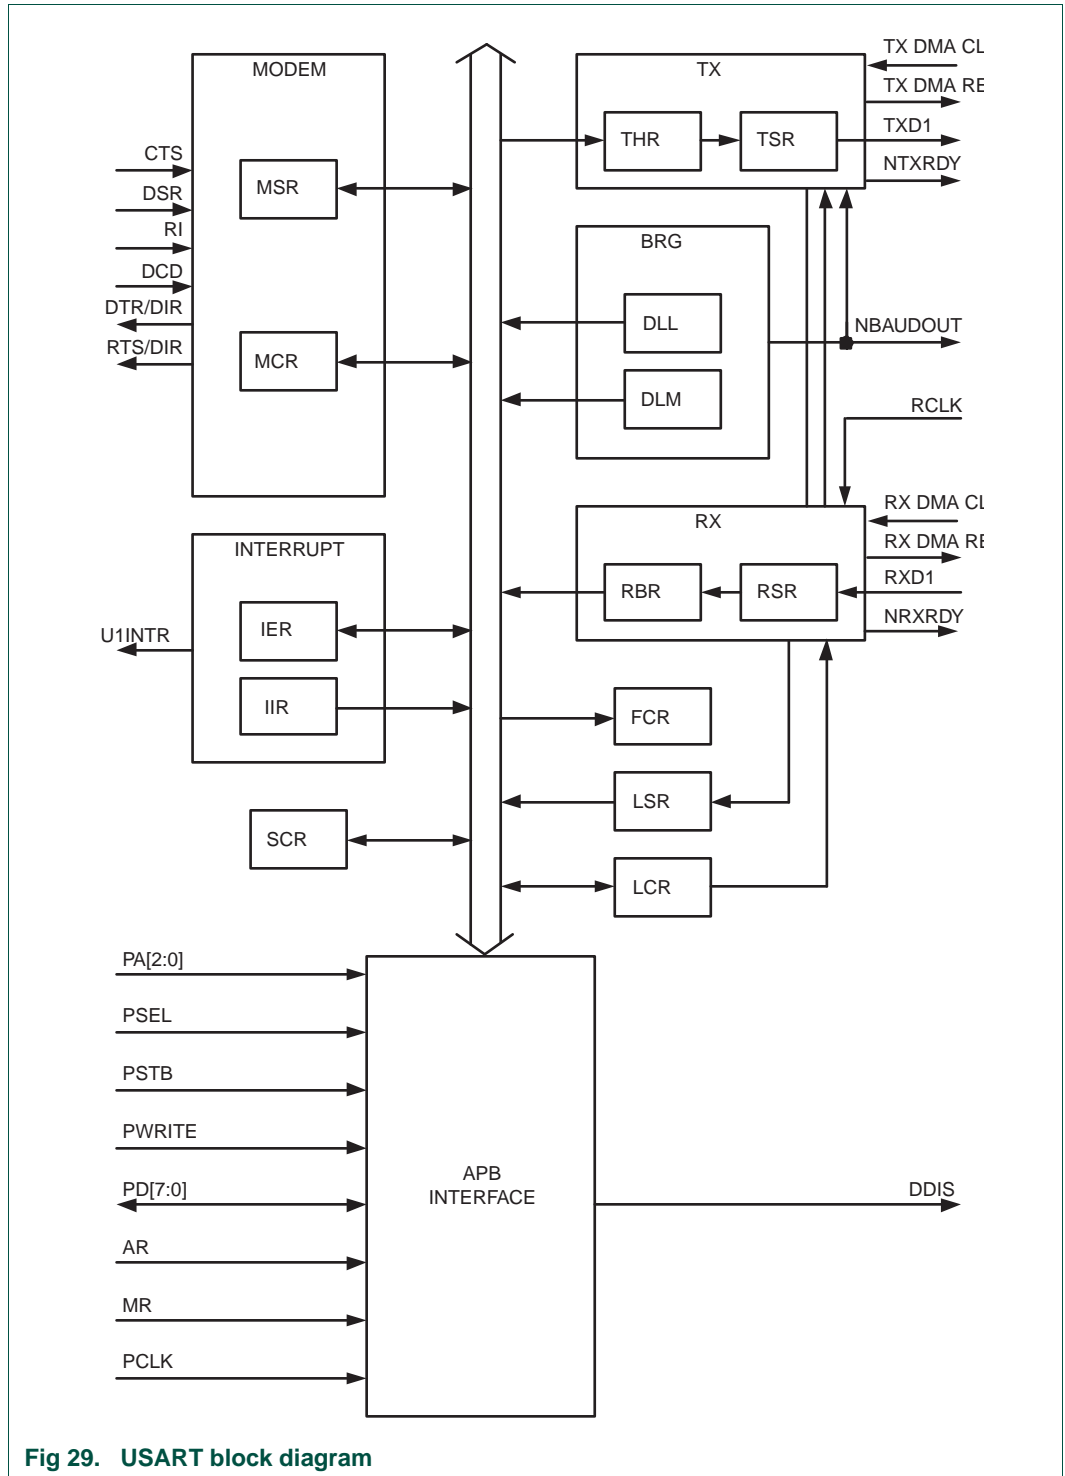 MODEM
MSR
MCR
CTS
DSR
RI
DCD
DTR/DIR
RTS/DIR
TX
THR
TSR
TX DMA CL
TX DMA RE
TXD1
NTXRDY
BRG
DLL
DLM
NBAUDOUT
RCLK
RX
RBR
RSR
RX DMA CL
RX DMA RE
RXD1
NRXRDY
INTERRUPT
IER
IIR
U1INTR
FCR
LSR
LCR
SCR
PA[2:0]
PSEL
PSTB
PWRITE
PD[7:0]
AR
MR
PCLK
APB
INTERFACE
DDIS
Fig 29. USART block diagram